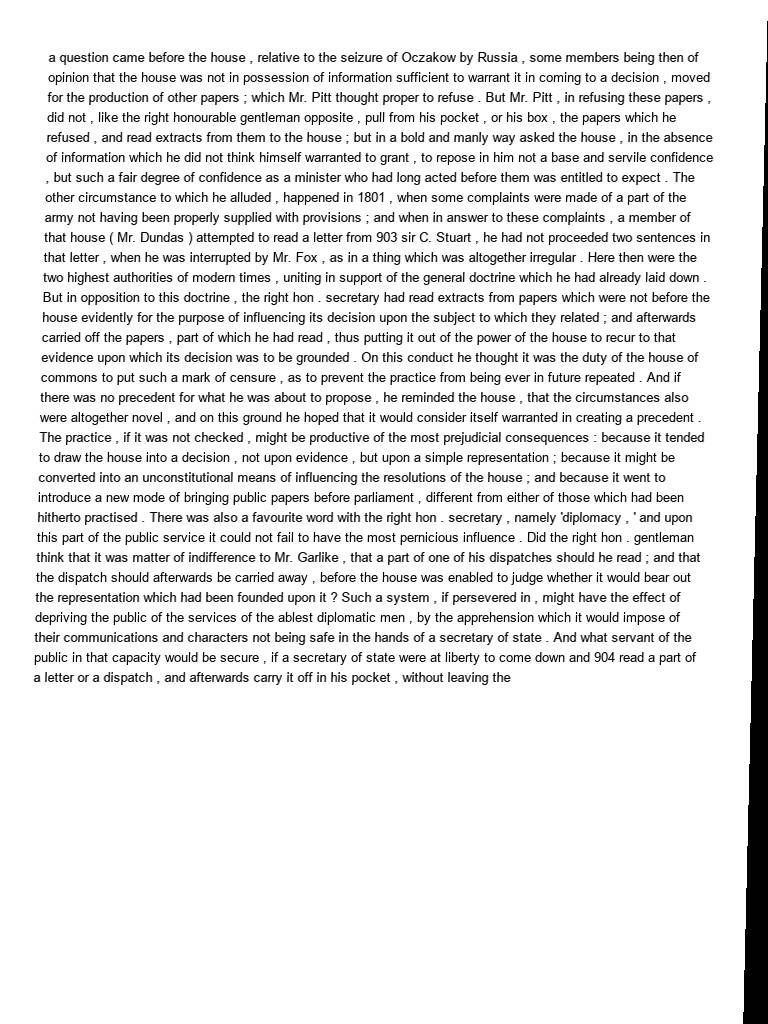 a question came before the house , relative to the seizure of Oczakow by Russia , some members being then of
opinion that the house was not in possession of information sufficient to warrant it in coming to a decision , moved
for the production of other papers ; which Mr. Pitt thought proper to refuse . But Mr. Pitt , in refusing these papers ,
did not , like the right honourable gentleman opposite , pull from his pocket , or his box , the papers which he
refused , and read extracts from them to the house ; but in a bold and manly way asked the house , in the absence
of information which he did not think himself warranted to grant , to repose in him not a base and servile confidence
, but such a fair degree of confidence as a minister who had long acted before them was entitled to expect . The
other circumstance to which he alluded , happened in 1801 , when some complaints were made of a part of the
army not having been properly supplied with provisions ; and when in answer to these complaints , a member of
that house ( Mr. Dundas ) attempted to read a letter from 903 sir C. Stuart , he had not proceeded two sentences in
that letter , when he was interrupted by Mr. Fox , as in a thing which was altogether irregular . Here then were the
two highest authorities of modern times , uniting in support of the general doctrine which he had already laid down .
But in opposition to this doctrine , the right hon . secretary had read extracts from papers which were not before the
house evidently for the purpose of influencing its decision upon the subject to which they related ; and afterwards
carried off the papers , part of which he had read , thus putting it out of the power of the house to recur to that
evidence upon which its decision was to be grounded . On this conduct he thought it was the duty of the house of
commons to put such a mark of censure , as to prevent the practice from being ever in future repeated . And if
there was no precedent for what he was about to propose , he reminded the house , that the circumstances also
were altogether novel , and on this ground he hoped that it would consider itself warranted in creating a precedent .
The practice , if it was not checked , might be productive of the most prejudicial consequences : because it tended
to draw the house into a decision , not upon evidence , but upon a simple representation ; because it might be
converted into an unconstitutional means of influencing the resolutions of the house ; and because it went to
introduce a new mode of bringing public papers before parliament , different from either of those which had been
hitherto practised . There was also a favourite word with the right hon . secretary , namely 'diplomacy , ' and upon
this part of the public service it could not fail to have the most pernicious influence . Did the right hon . gentleman
think that it was matter of indifference to Mr. Garlike , that a part of one of his dispatches should he read ; and that
the dispatch should afterwards be carried away , before the house was enabled to judge whether it would bear out
the representation which had been founded upon it ? Such a system , if persevered in , might have the effect of
depriving the public of the services of the ablest diplomatic men , by the apprehension which it would impose of
their communications and characters not being safe in the hands of a secretary of state . And what servant of the
public in that capacity would be secure , if a secretary of state were at liberty to come down and 904 read a part of
a letter or a dispatch , and afterwards carry it off in his pocket , without leaving the